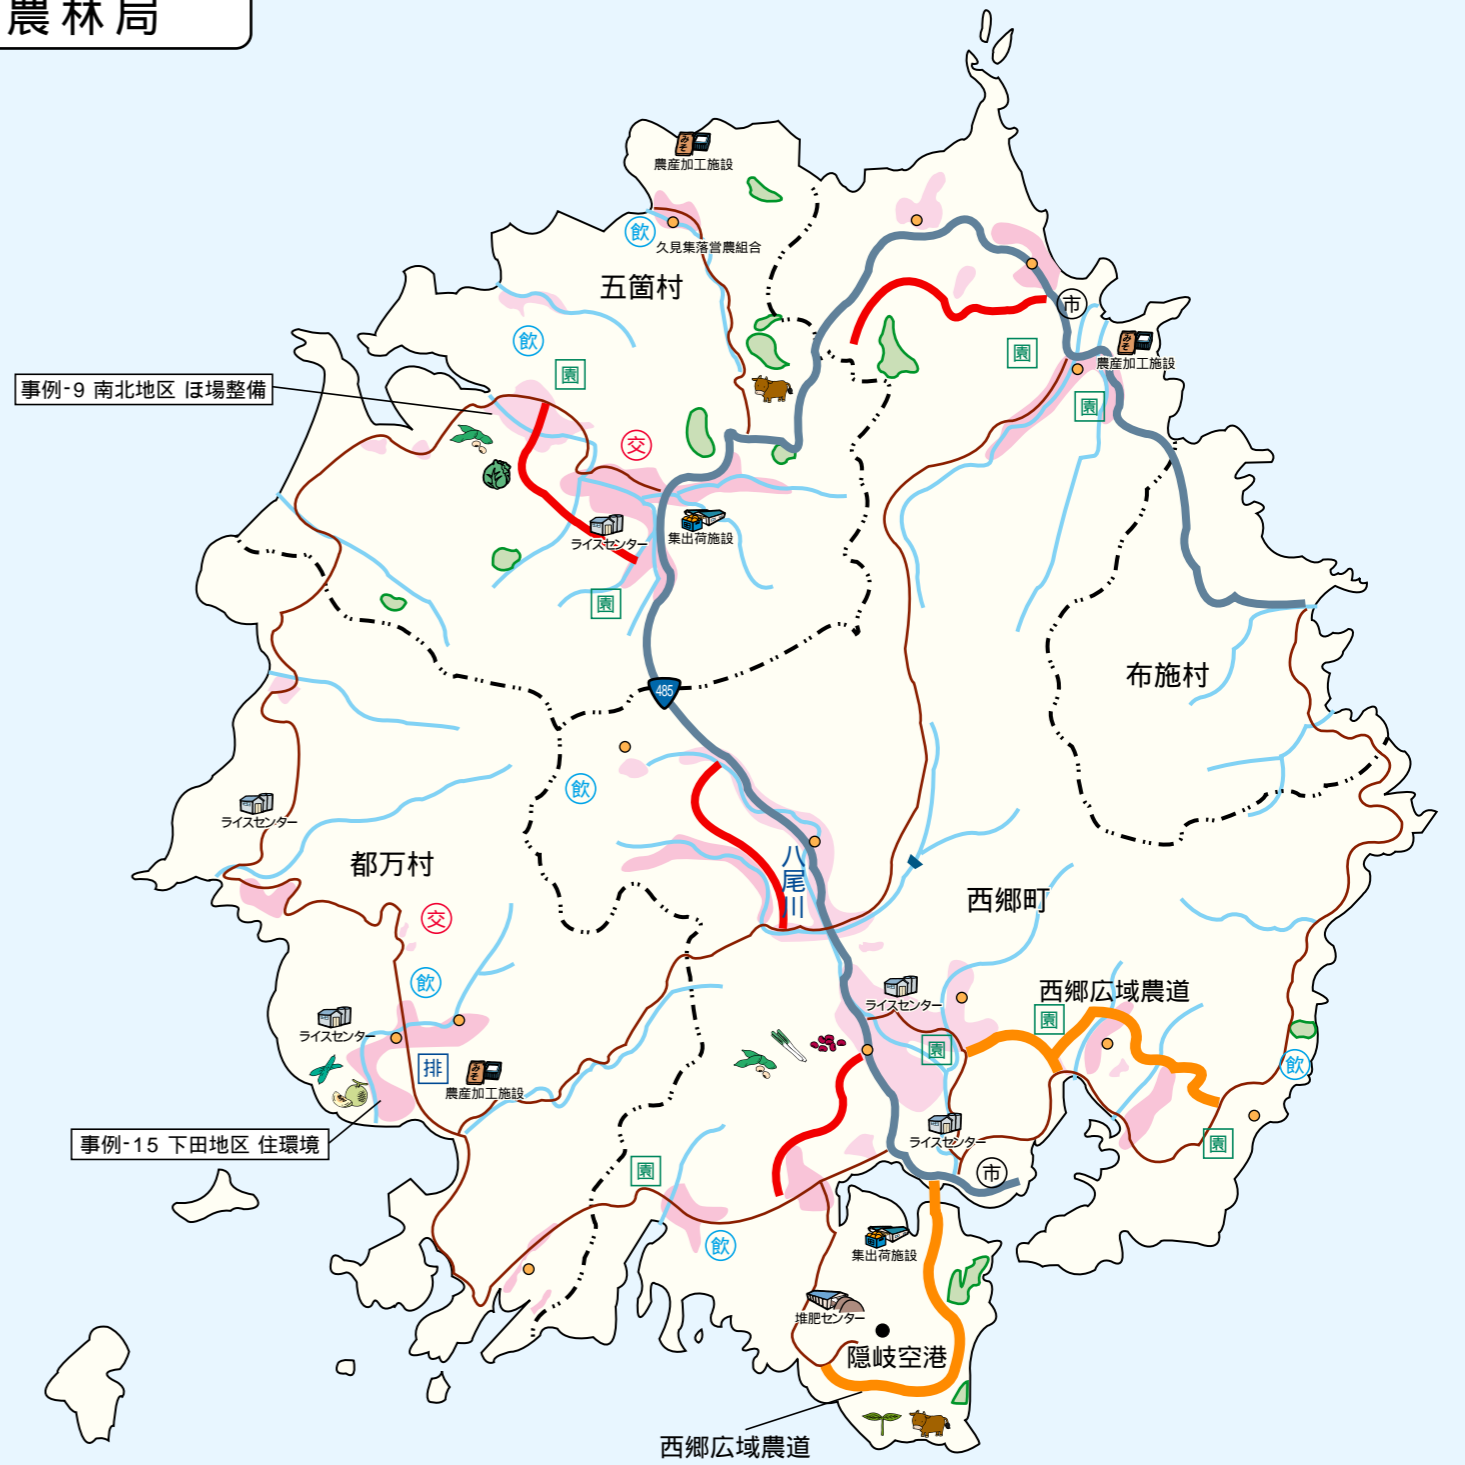 農林局
みそ
農産加工施設
飲
久見集落営農組合
五箇村
市
飲
園
園
みそ
農産加工施設
事例-9 南北地区 ほ場整備
園
交
ライスセンター
集出荷施設
園
布施村
485
飲
ライスセンター
都万村
八尾川
西郷町
交
飲
ライスセンター
西郷広域農道
園
ライスセンター
園
排
みそ
農産加工施設
飲
事例-15 下田地区 住環境
ライスセンター
園
園
市
飲
集出荷施設
堆肥センター
隠岐空港
西郷広域農道